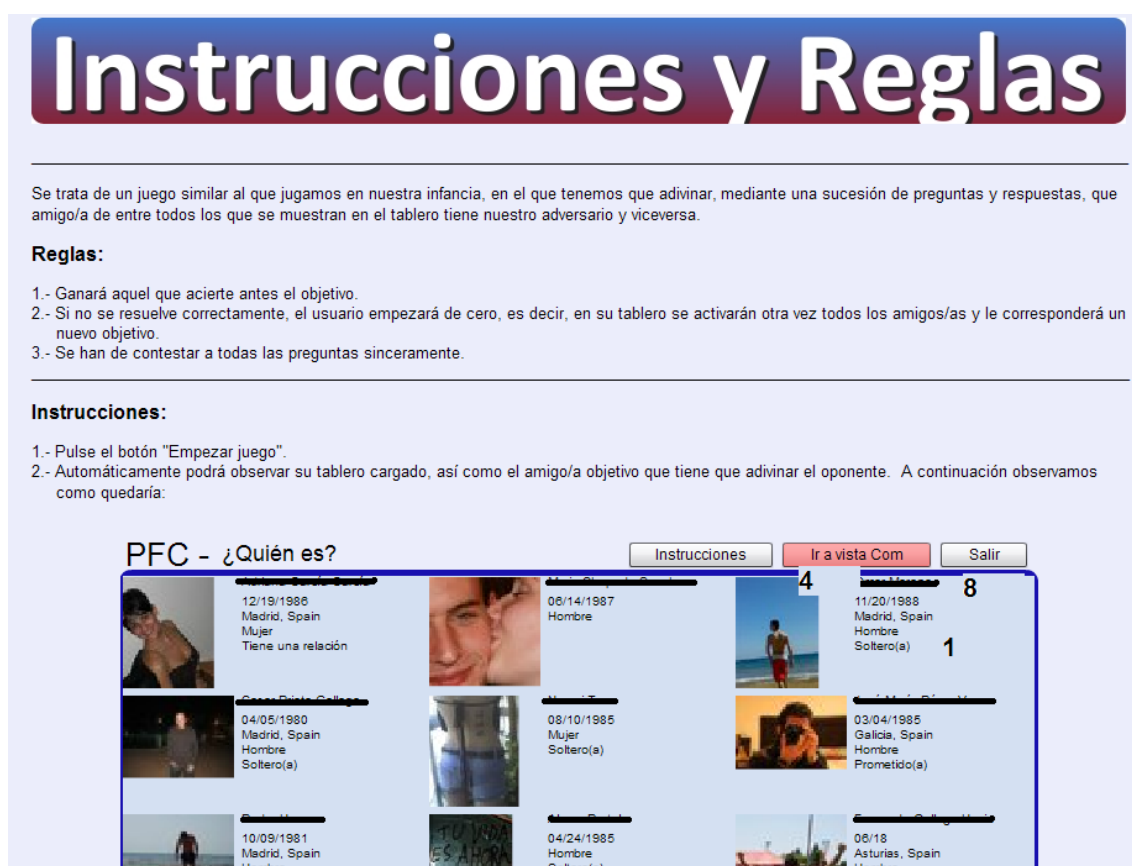 Instrucciones y Reglas
Se trata de un juego similar al que jugamos en nuestra infancia, en el que tenemos que adivinar, mediante una sucesión de preguntas y respuestas, que
amigo/a de entre todos los que se muestran en el tablero tiene nuestro adversario y viceversa.
Reglas:
1.- Ganará aquel que acierte antes el objetivo.
2.- Si no se resuelve correctamente, el usuario empezará de cero, es decir, en su tablero se activarán otra vez todos los amigos/as y le corresponderá un
nuevo objetivo.
3.- Se han de contestar a todas las preguntas sinceramente.
Instrucciones:
1.- Pulse el botón "Empezar juego".
2.- Automáticamente podrá observar su tablero cargado, así como el amigo/a objetivo que tiene que adivinar el oponente. A continuación observamos
como quedaría:
PFC - ¿Quién es?
Instrucciones
Ir a vista Com
Salir
4
8
12/19/1986
Madrid, Spain
Mujer
Tiene una relación
06/14/1987
Hombre
11/20/1988
Madrid, Spain
Hombre
Soltero(a)
1
04/05/1980
Madrid, Spain
Hombre
Soltero(a)
08/10/1985
Mujer
Soltero(a)
03/04/1985
Galicia, Spain
Hombre
Prometido(a)
10/09/1981
Madrid, Spain
TU VIDA
ES AHORA
04/24/1985
Hombre
06/18
Asturias, Spain